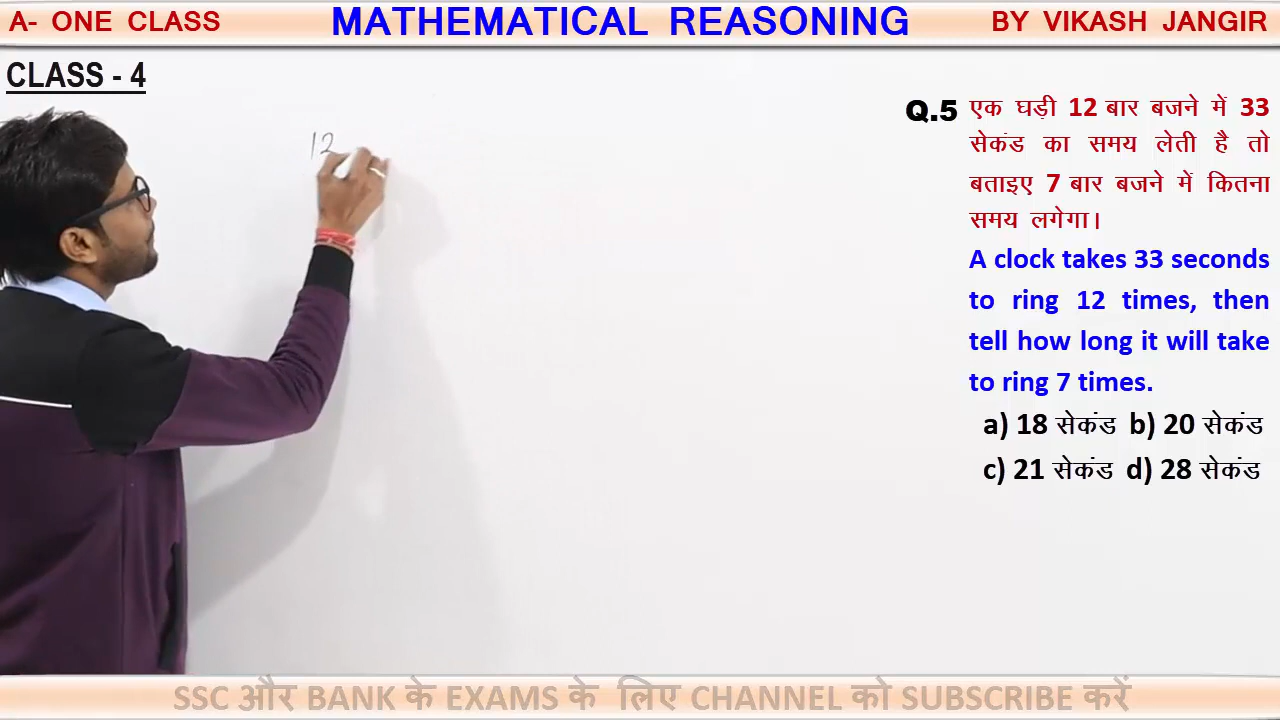 A- ONE CLASS MATHEMATICAL REASONING BY VIKASH JANGIR
CLASS - 4
12
Q.5 एक घड़ी 12 बार बजने में 33
सेकंड का समय लेती है तो
बताइए 7 बार बजने में कितना
समय लगेगा।
A clock takes 33 seconds
to ring 12 times, then
tell how long it will take
to ring 7 times.
a) 18 सेकंड b) 20 सेकंड
c) 21 सेकंड d) 28 सेकंड
SSC और BANK के EXAMS के लिए CHANNEL को SUBSCRIBE करें